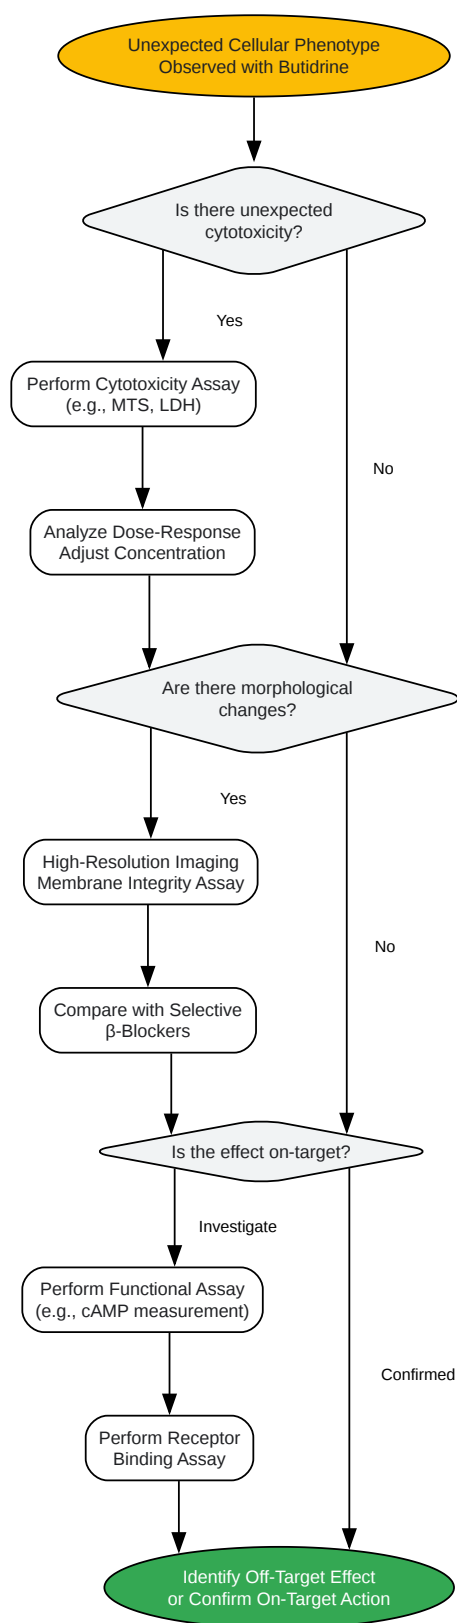 Unexpected Cellular Phenotype
Observed with Butidrine
Is there unexpected
cytotoxicity?
Yes
Perform Cytotoxicity Assay
(e.g., MTS, LDH)
No
Analyze Dose-Response
Adjust Concentration
Are there morphological
changes?
Yes
High-Resolution Imaging
Membrane Integrity Assay
No
Compare with Selective
β-Blockers
Is the effect on-target?
Investigate
Perform Functional Assay
(e.g., cAMP measurement)
Confirmed
Perform Receptor
Binding Assay
Identify Off-Target Effect
or Confirm On-Target Action